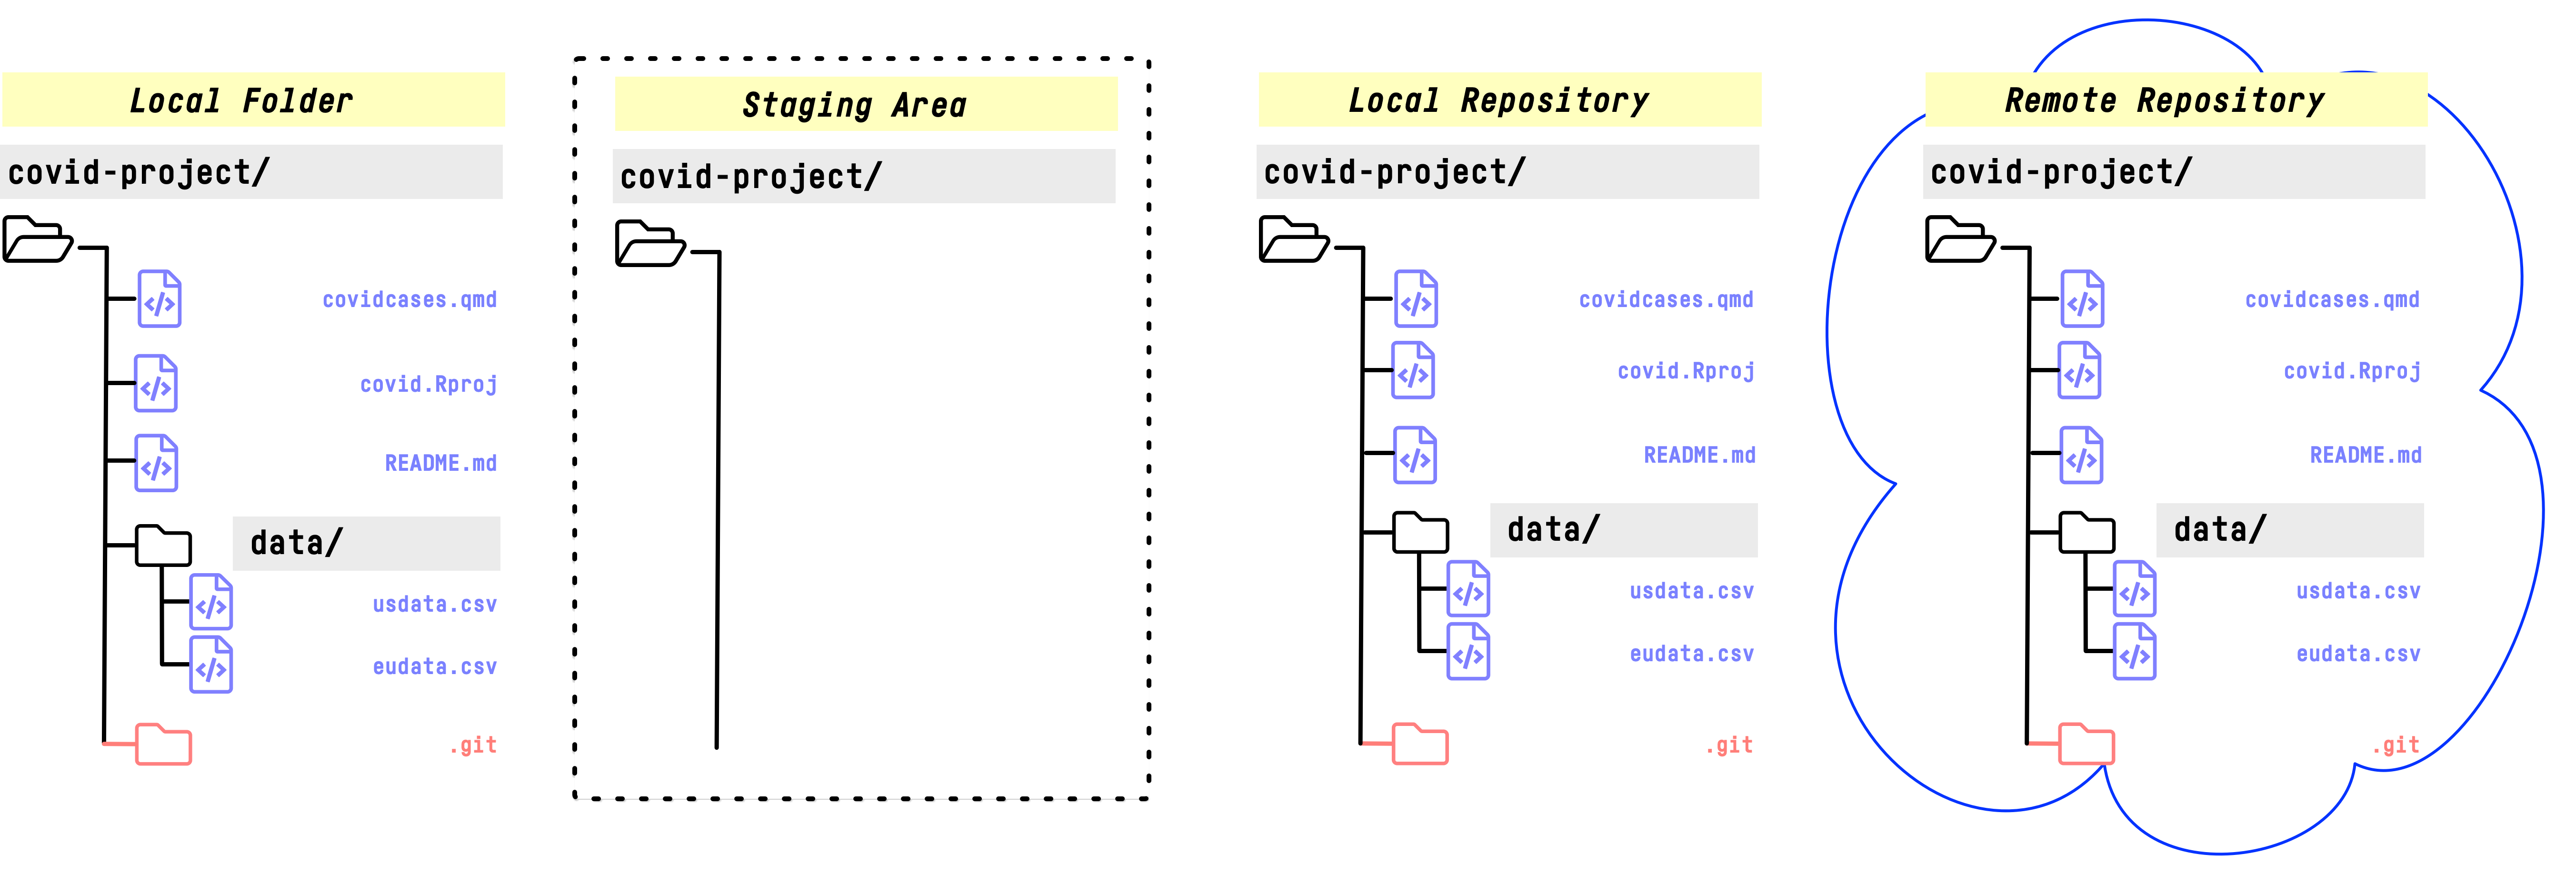 Local Folder
covid-project/
covidcases.qmd
covid.Rproj
README.md
data/
usdata.csv
eudata.csv
.git
Staging Area
covid-project/
Local Repository
covid-project/
covidcases.qmd
covid.Rproj
README.md
data/
usdata.csv
eudata.csv
.git
Remote Repository
covid-project/
covidcases.qmd
covid.Rproj
README.md
data/
usdata.csv
eudata.csv
.git